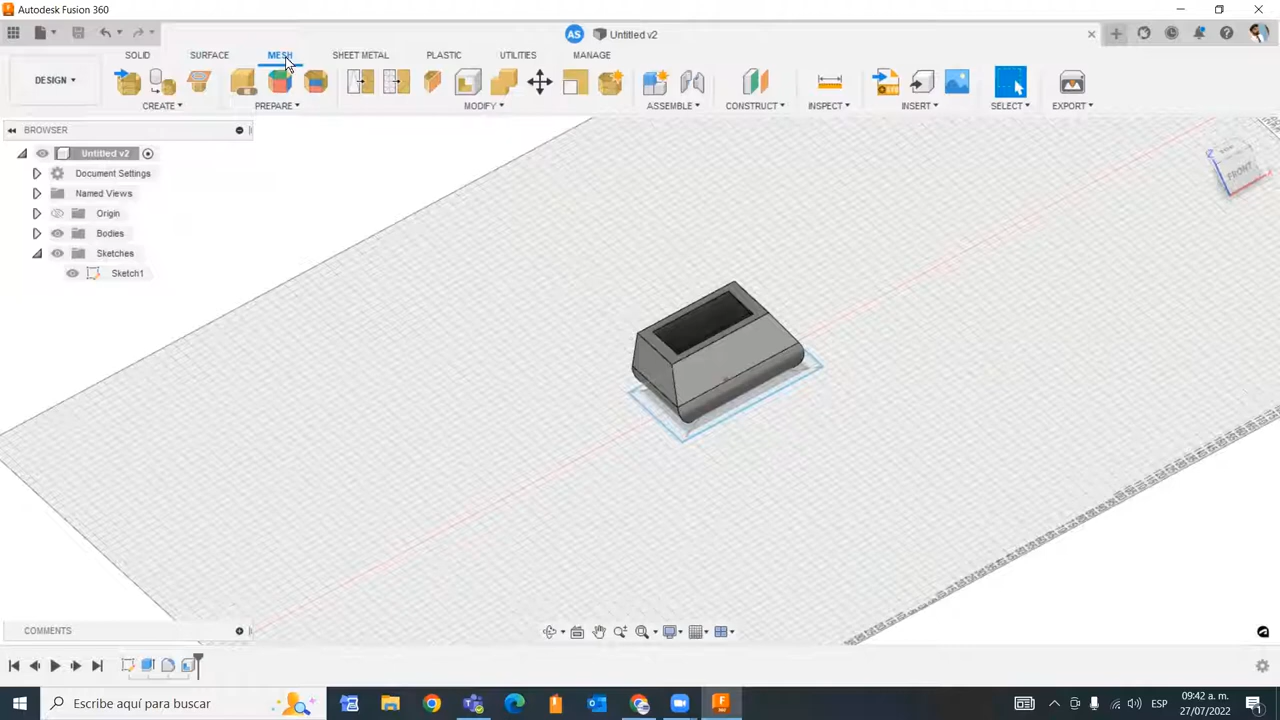 Autodesk Fusion 360
AS Untitled v2
SOLID SURFACE MESH SHEET METAL PLASTIC UTILITIES MANAGE
DESIGN
CREATE PREPARE MODIFY ASSEMBLE CONSTRUCT INSPECT INSERT SELECT EXPORT
BROWSER
Untitled v2
Document Settings
Named Views
Origin
Bodies
Sketches
Sketch1
Z
FRONT
COMMENTS
Escribe aquí para buscar
ESP
09:42 a. m.
27/07/2022